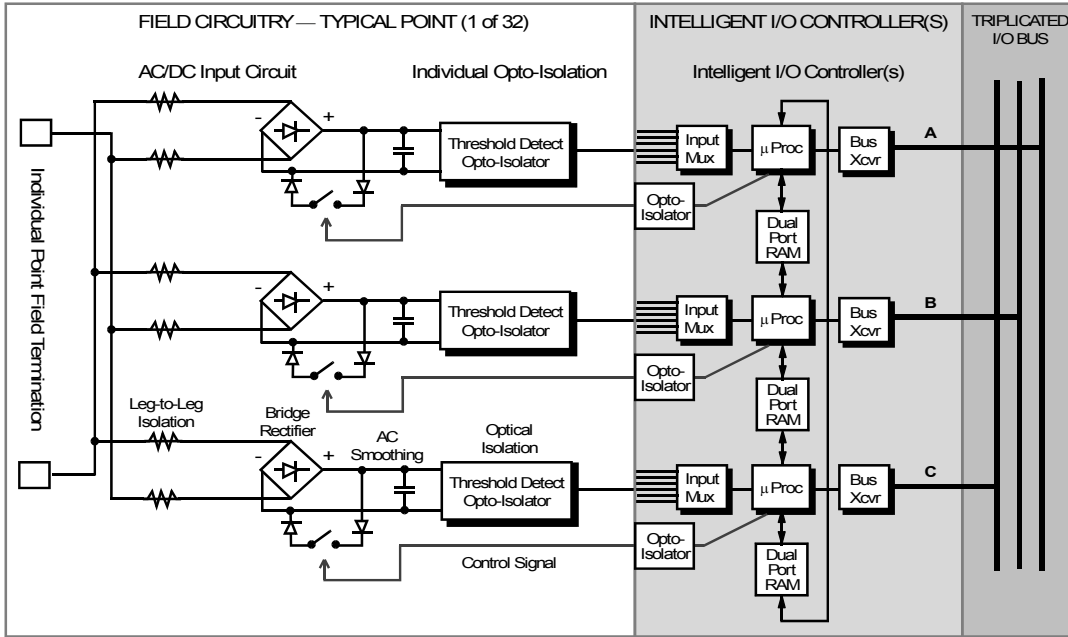 FIELD CIRCUITRY — TYPICAL POINT (1 of 32)
INTELLIGENT I/O CONTROLLER(S)
TRIPLICATED
I/O BUS
AC/DC Input Circuit
Individual Opto-Isolation
Intelligent I/O Controller(s)
Individual Point Field Termination
- +
Threshold Detect
Opto-Isolator
Input
Mux
µ Proc
Bus
Xcvr
A
Opto-
Isolator
Dual
Port
RAM
- +
Threshold Detect
Opto-Isolator
Input
Mux
µ Proc
Bus
Xcvr
B
Opto-
Isolator
Dual
Port
RAM
Leg-to-Leg
Isolation
Bridge
Rectifier
AC
Smoothing
Optical
Isolation
- +
Threshold Detect
Opto-Isolator
Input
Mux
µ Proc
Bus
Xcvr
C
Opto-
Isolator
Control Signal
Dual
Port
RAM